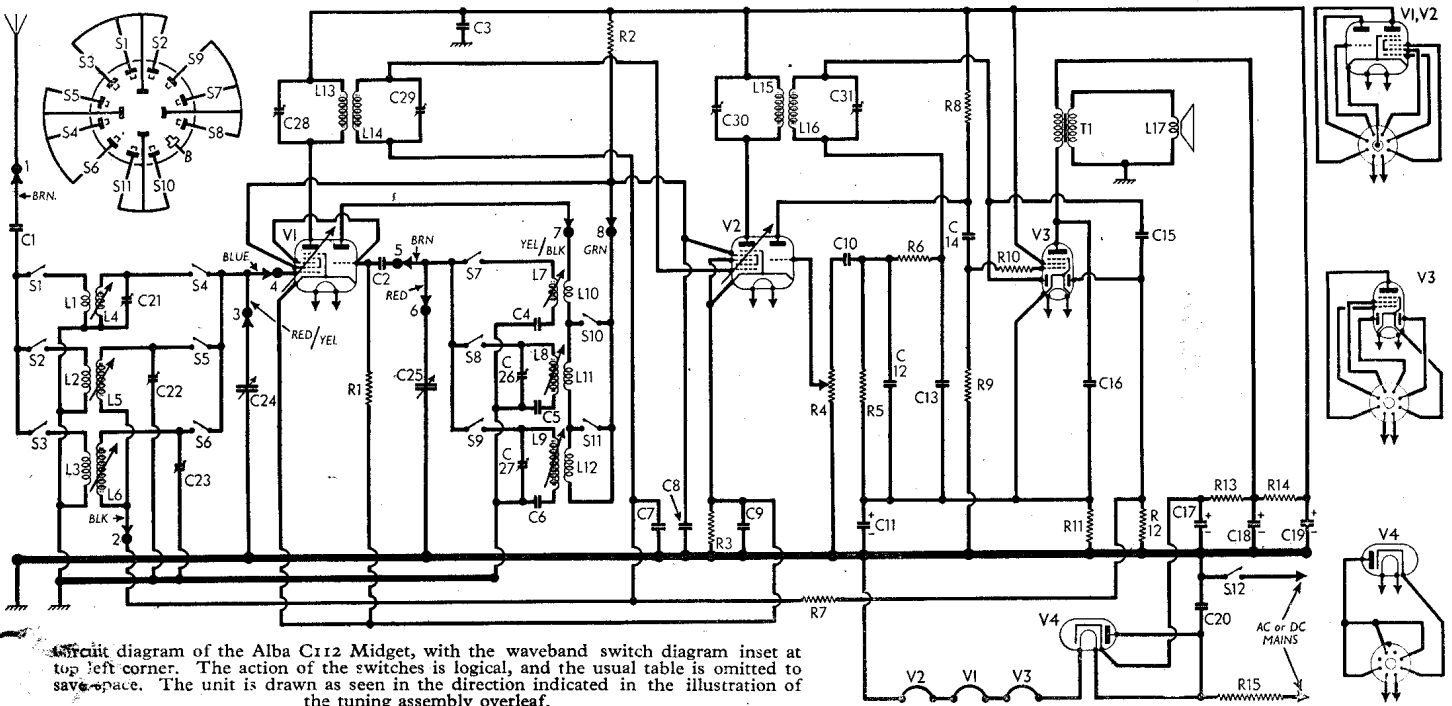 C3
R2
V1,V2
S1
S2
S3
S9
S5
S7
S4
S8
S6
B
S11
S10
L13
C29
C28
L14
L15
C31
C30
L16
R8
T1
L17
1
BRN.
C1
V1
5
BRN
7
8
YEL/
BLK
GRN
V2
C10
R6
C
14
V3
C15
R10
BLUE
4
C2
S7
L7
L10
RED
6
S1
L1
L4
C21
S4
3
RED/YEL
C4
S10
V3
S2
S5
S8
L8
C
26
L11
L2
L5
C22
C24
R1
C25
C5
R4
R5
C
12
C13
R9
C16
S3
S6
S9
L9
S11
C
27
L12
L3
L6
C23
C6
BLK
2
C7
C8
R3
C9
C11
R11
R
12
C17
R13
R14
C18
C19
+
-
+
-
+
-
+
-
V4
S12
R7
C20
V4
AC or DC
MAINS
V2
V1
V3
R15
Circuit diagram of the Alba C112 Midget, with the waveband switch diagram inset at
top left corner. The action of the switches is logical, and the usual table is omitted to
save space. The unit is drawn as seen in the direction indicated in the illustration of
the tuning assembly overleaf.